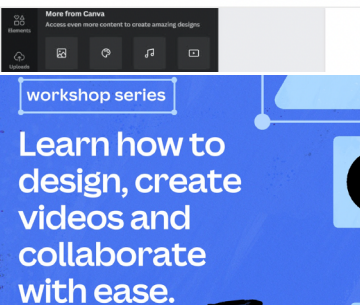 More from Canva
Elements
Access even more content to create amazing designs
Uploads
workshop series
Learn how to
design, create
videos and
collaborate
with ease.